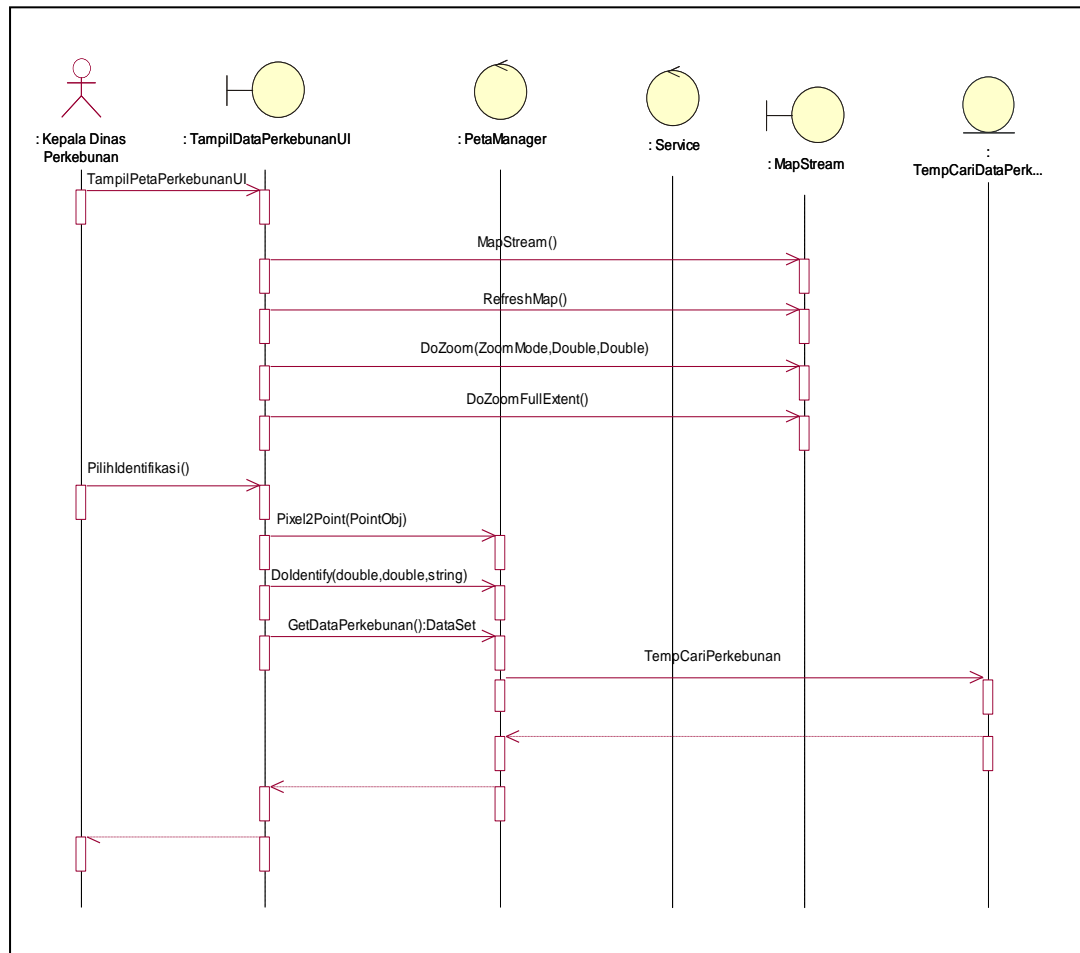 : Kepala Dinas
Perkebunan
: TampilDataPerkebunanUI
: PetaManager
: Service
: MapStream
:
TempCariDataPerk...
TampilPetaPerkebunanUI
MapStream()
RefreshMap()
DoZoom(ZoomMode,Double,Double)
DoZoomFullExtent()
PilihIdentifikasi()
Pixel2Point(PointObj)
DoIdentify(double,double,string)
GetDataPerkebunan():DataSet
TempCariPerkebunan